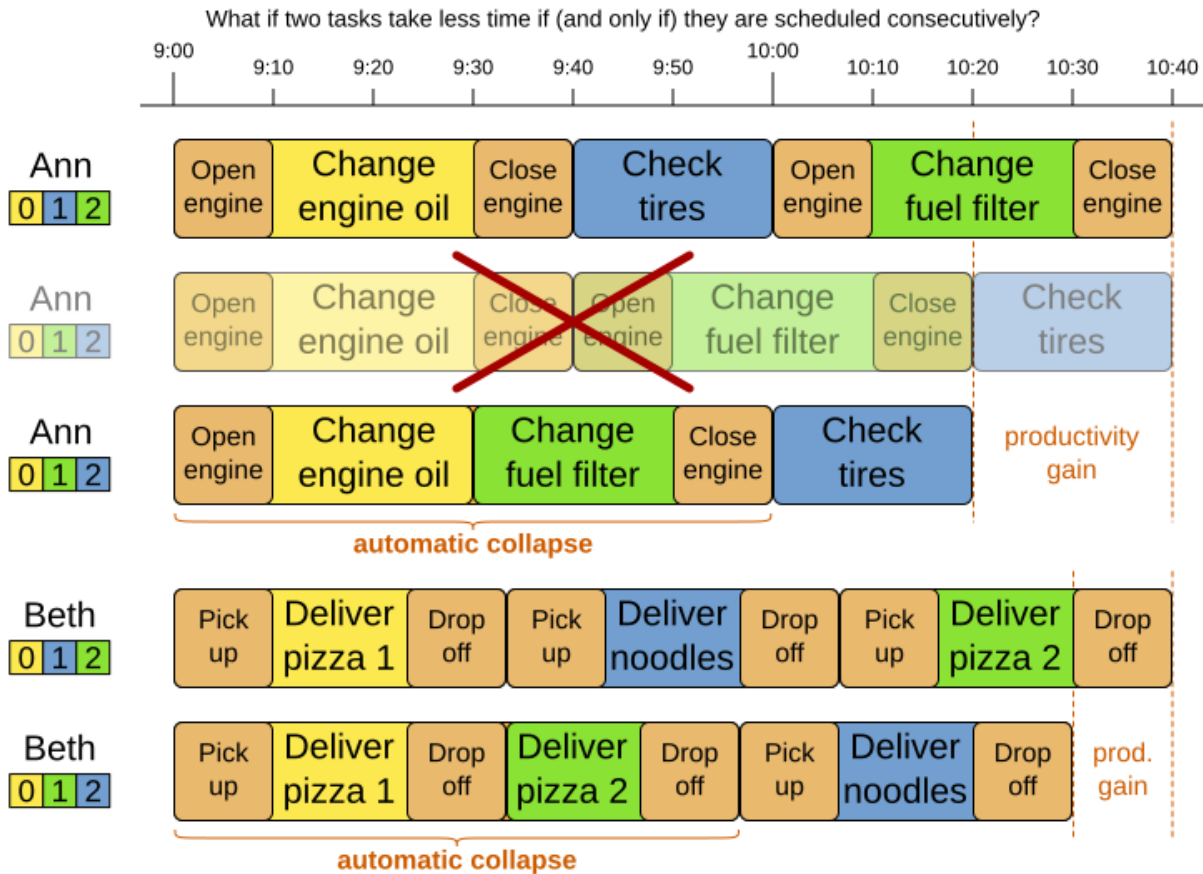 What if two tasks take less time if (and only if) they are scheduled consecutively?
9:00 9:10 9:20 9:30 9:40 9:50 10:00 10:10 10:20 10:30 10:40
Ann
0 1 2
Open
engine
Change
engine oil
Close
engine
Check
tires
Open
engine
Change
fuel filter
Close
engine
Ann
0 1 2
Open
engine
Change
engine oil
Close
engine
Open
engine
Change
fuel filter
Close
engine
Check
tires
Ann
0 1 2
Open
engine
Change
engine oil
Change
fuel filter
Close
engine
Check
tires
productivity
gain
automatic collapse
Beth
0 1 2
Pick
up
Deliver
pizza 1
Drop
off
Pick
up
Deliver
noodles
Drop
off
Pick
up
Deliver
pizza 2
Drop
off
Beth
0 1 2
Pick
up
Deliver
pizza 1
Drop
off
Deliver
pizza 2
Drop
off
Pick
up
Deliver
noodles
Drop
off
prod.
gain
automatic collapse